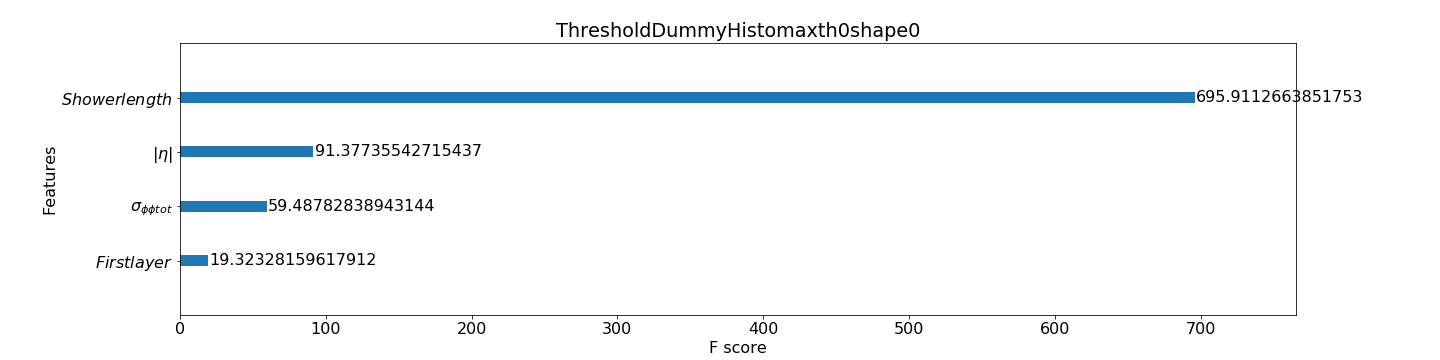 ThresholdDummyHistomaxth0shape0
Showerlength 695.9112663851753
|η| 91.37735542715437
σϕϕtot 59.48782838943144
Firstlayer 19.32328159617912
Features
0 100 200 300 400 500 600 700
F score